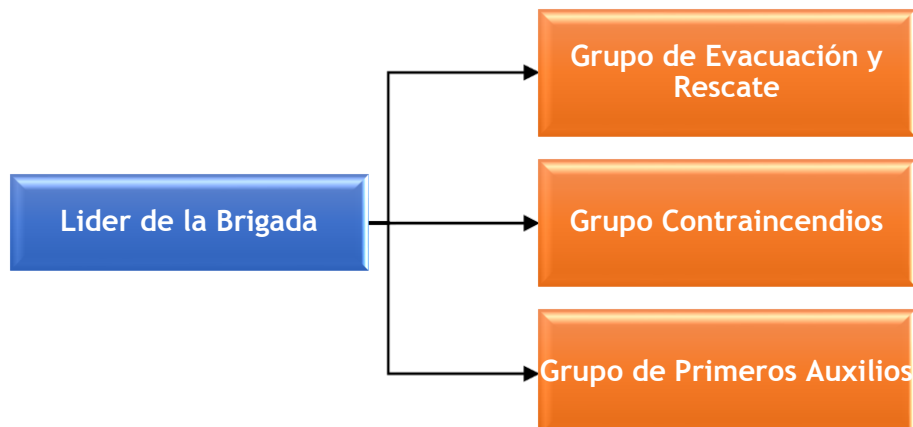 Grupo de Evacuación y
Rescate
Lider de la Brigada
Grupo Contraincendios
Grupo de Primeros Auxilios